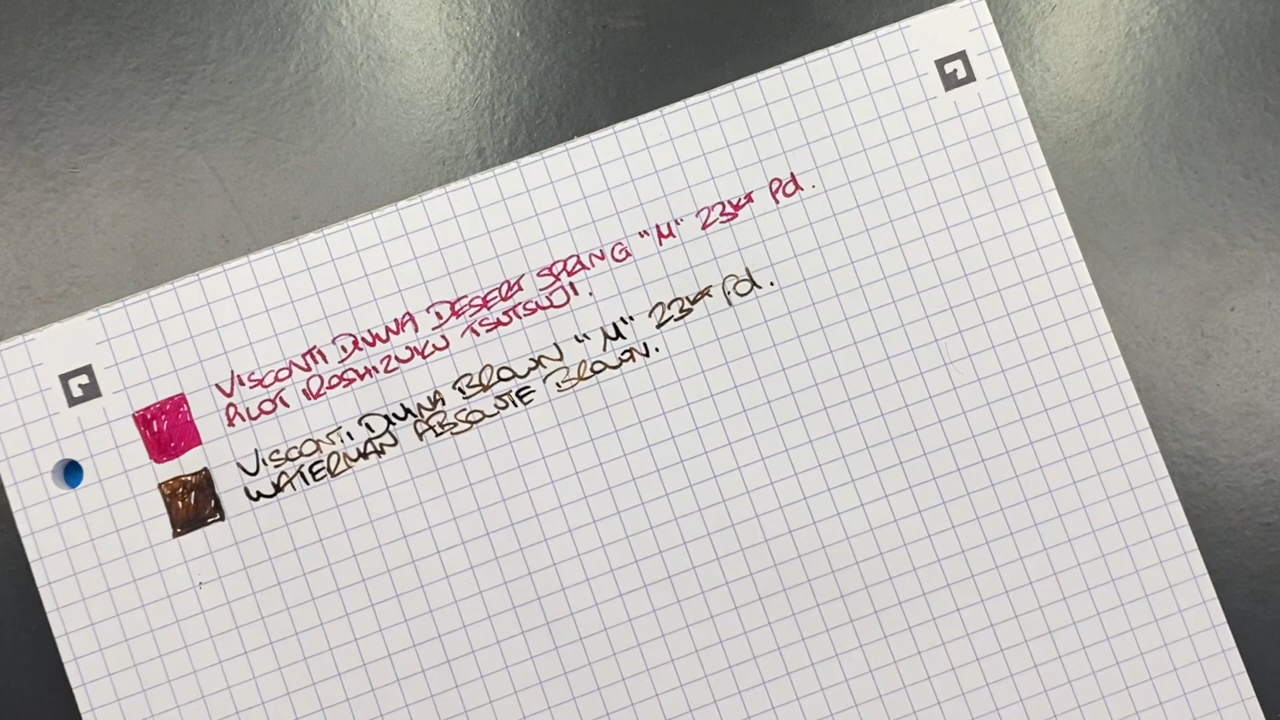 VISCONTI DIVINA DESERT SPRING "M" 23KT Pd.
PILOT IROSHIZUKU TSUTSUJI.
VISCONTI DIVINA BROWN "M" 23KT Pd.
WATERMAN ABSOLUTE BROWN.